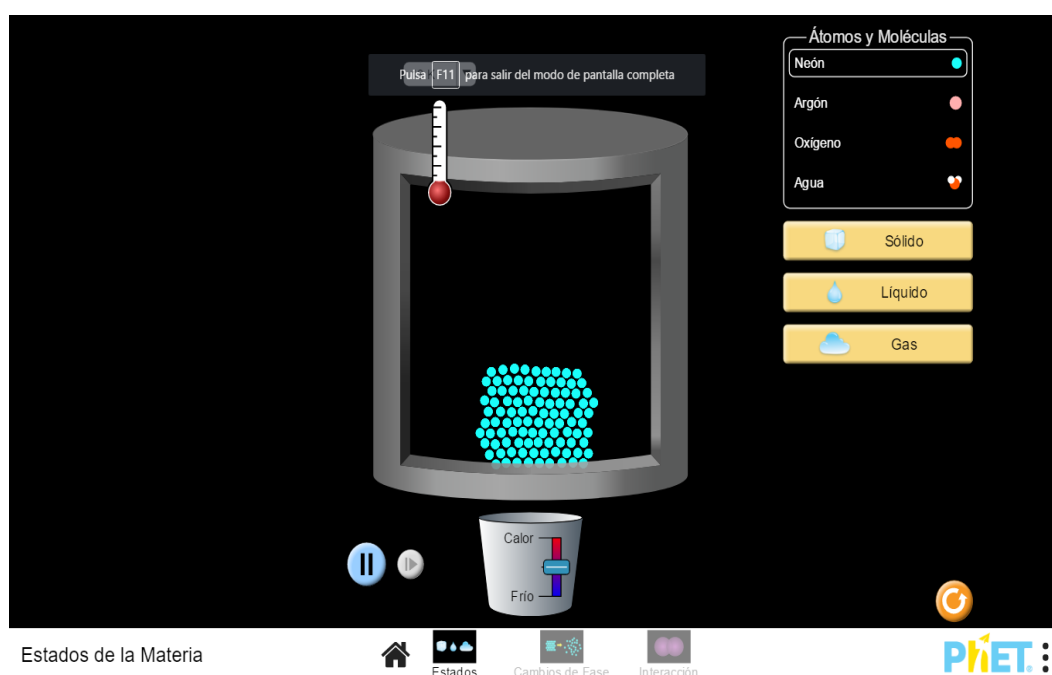 Átomos y Moléculas
Pulsa F11 para salir del modo de pantalla completa
Neón
Argón
Oxígeno
Agua
Sólido
Líquido
Gas
Calor
Frío
Estados de la Materia
Estados
Cambios de Fase
Interacción
PhET